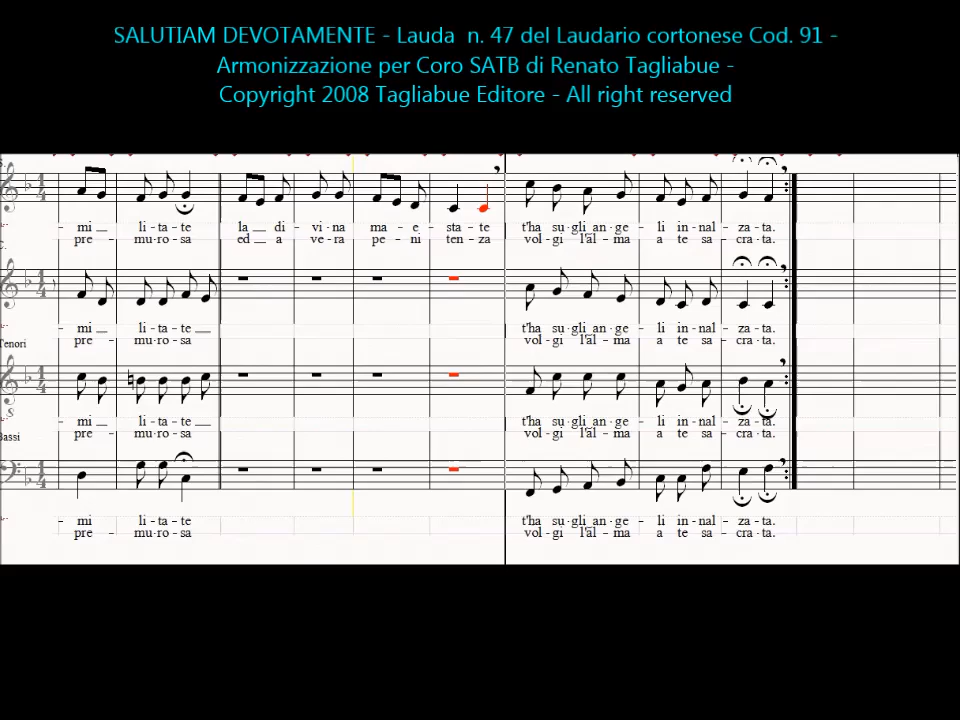 SALUTIAM DEVOTAMENTE - Lauda n. 47 del Laudario cortonese Cod. 91 -
Armonizzazione per Coro SATB di Renato Tagliabue -
Copyright 2008 Tagliabue Editore - All right reserved
- mi __ li - ta - te la __ di - vi - na ma - e - sta - te t'ha su - gli an - ge - li in - nal - za - ta.
pre - mu - ro - sa ed __ a ve - ra pe - ni ten - za vol - gi l'al - ma a te sa - cra - ta.
C.
- mi __ li - ta - te __ t'ha su - gli an - ge - li in - nal - za - ta.
pre - mu - ro - sa vol - gi l'al - ma a te sa - cra - ta.
Tenori
- mi __ li - ta - te __ t'ha su - gli an - ge - li in - nal - za - ta.
pre - mu - ro - sa vol - gi l'al - ma a te sa - cra - ta.
Bassi
- mi li - ta - te t'ha su - gli an - ge - li in - nal - za - ta.
pre - mu - ro - sa vol - gi l'al - ma a te sa - cra - ta.